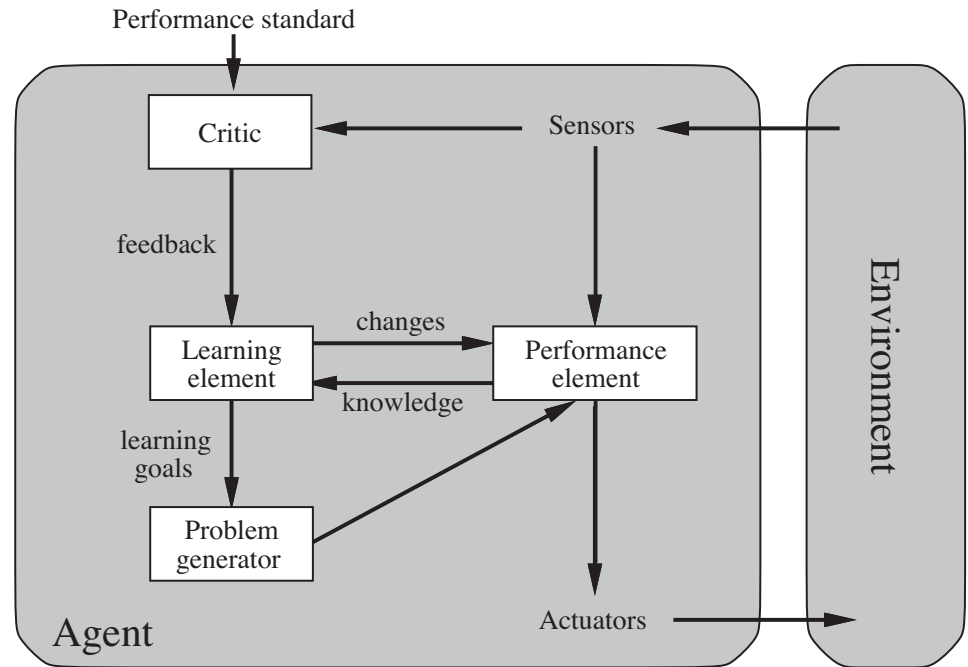 Performance standard
Critic
Sensors
feedback
changes
Learning
element
Performance
element
knowledge
learning
goals
Problem
generator
Actuators
Agent
Environment